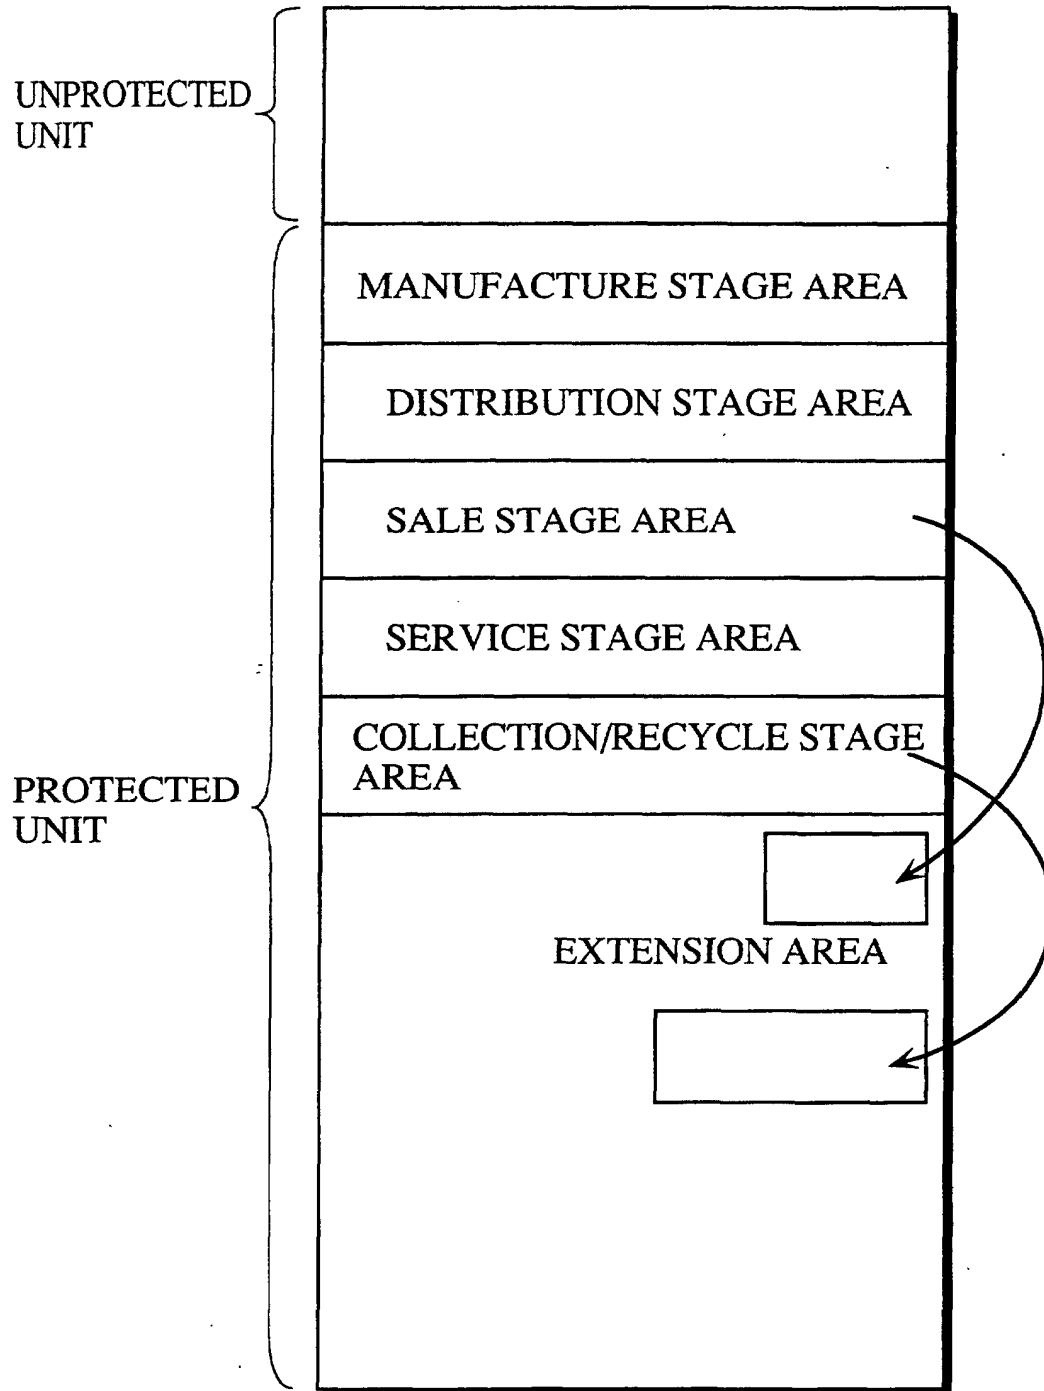 UNPROTECTED
UNIT
MANUFACTURE STAGE AREA
DISTRIBUTION STAGE AREA
SALE STAGE AREA
SERVICE STAGE AREA
COLLECTION/RECYCLE STAGE
AREA
PROTECTED
UNIT
EXTENSION AREA